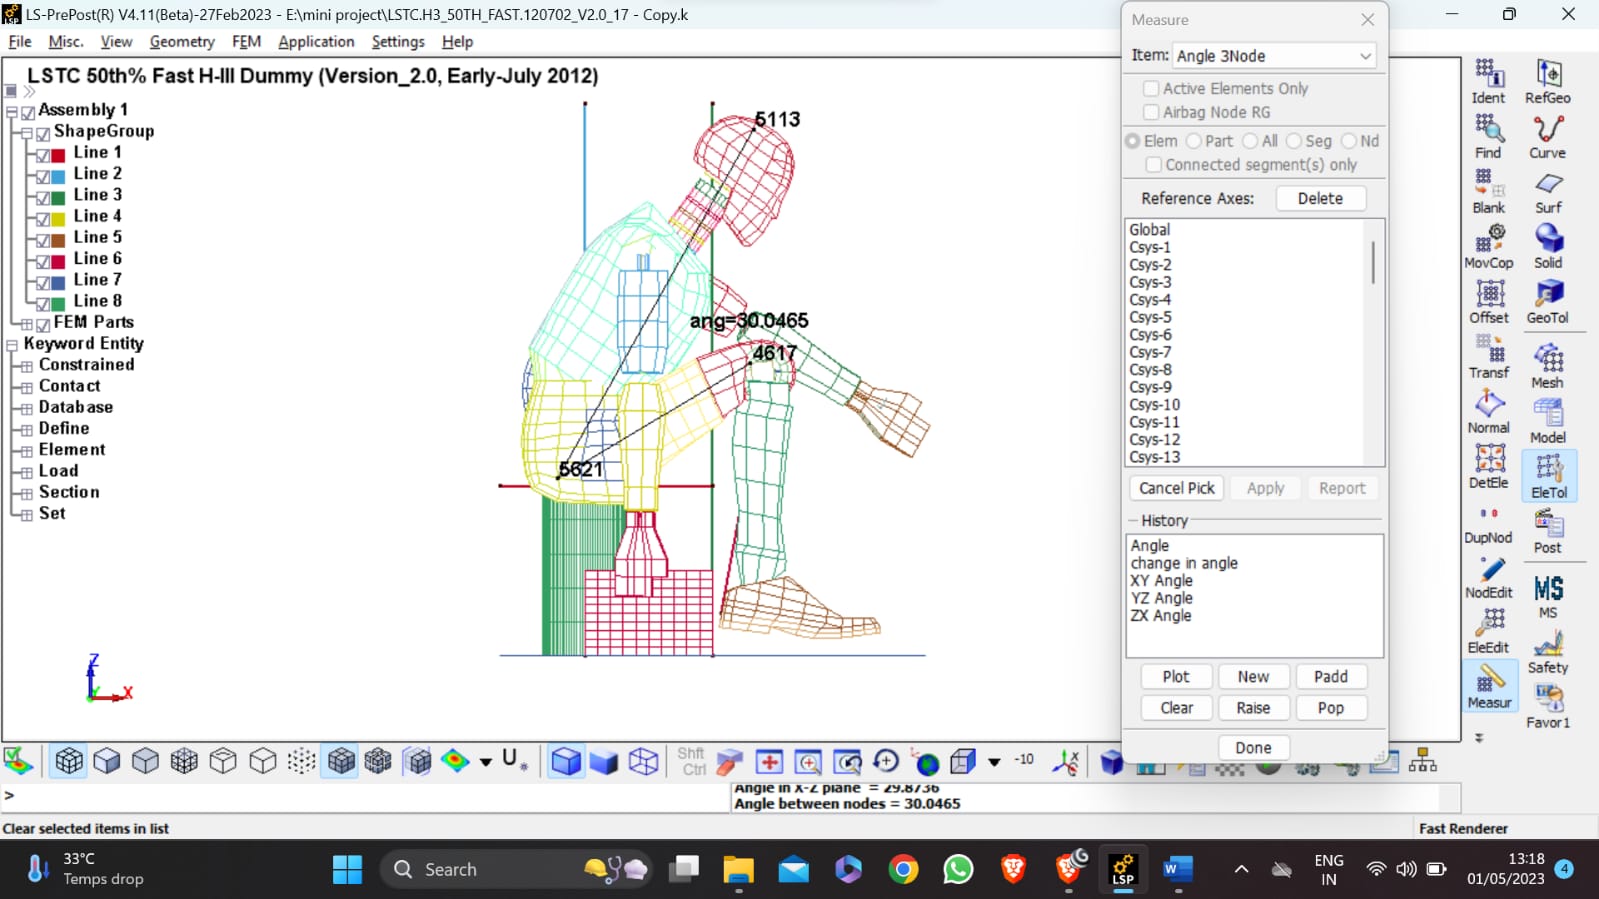 LS-PrePost(R) V4.11(Beta)-27Feb2023 - E:\mini project\LSTC.H3_50TH_FAST.120702_V2.0_17 - Copy.k
File Misc. View Geometry FEM Application Settings Help
LSTC 50th% Fast H-III Dummy (Version_2.0, Early-July 2012)
Assembly 1
ShapeGroup
Line 1
Line 2
Line 3
Line 4
Line 5
Line 6
Line 7
Line 8
FEM Parts
Keyword Entity
Constrained
Contact
Database
Define
Element
Load
Section
Set
5113
ang=30.0465
4617
5621
Z
Y
X
Measure
Item: Angle 3Node
Active Elements Only
Airbag Node RG
Elem Part All Seg Nd
Connected segment(s) only
Reference Axes: Delete
Global
Csys-1
Csys-2
Csys-3
Csys-4
Csys-5
Csys-6
Csys-7
Csys-8
Csys-9
Csys-10
Csys-11
Csys-12
Csys-13
Cancel Pick Apply Report
History
Angle
change in angle
XY Angle
YZ Angle
ZX Angle
Plot New Padd
Clear Raise Pop
Done
Ident RefGeo
Find Curve
Blank Surf
MovCop Solid
Offset GeoTol
Transf Mesh
Normal Model
DetEle EleTol
DupNod Post
NodEdit MS
MS
EleEdit Safety
Measur Favor1
Shft
Ctrl
-10
>
Angle in X-Z plane = 29.8736
Angle between nodes = 30.0465
Clear selected items in list
Fast Renderer
33°C
Temps drop
Search
LSP
ENG
IN
13:18
01/05/2023
4